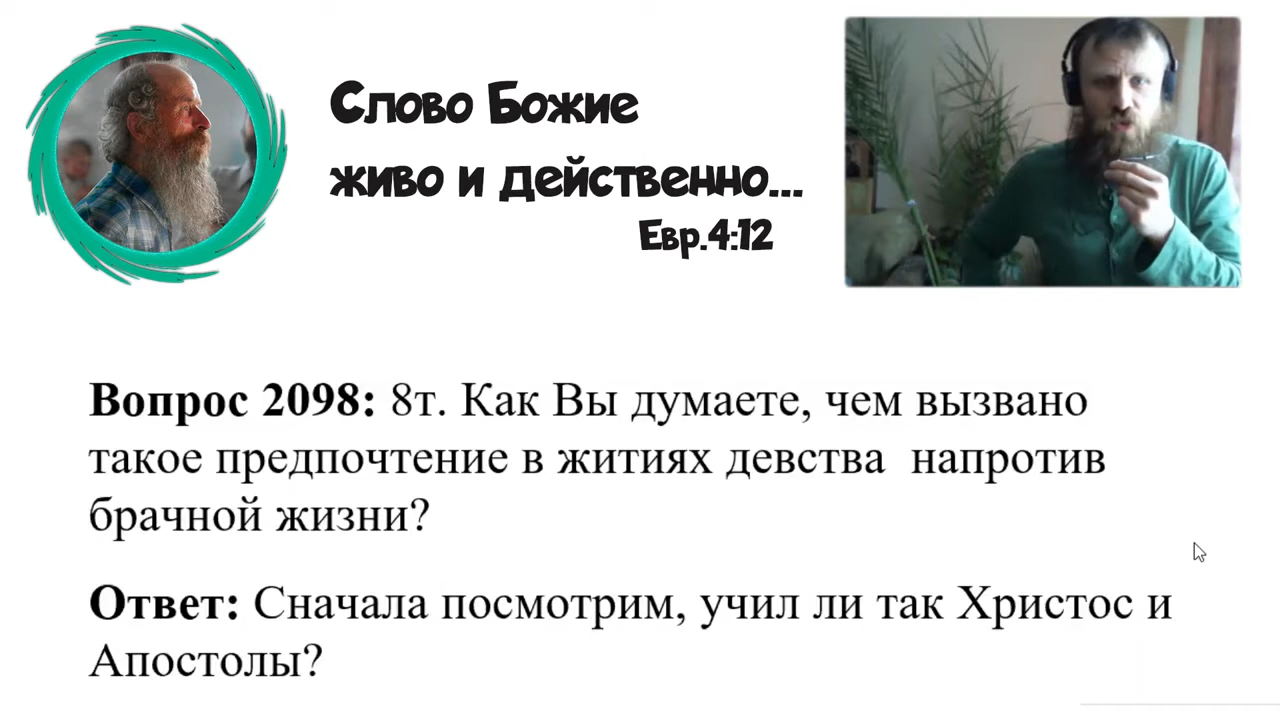 Слово Божие
живо и действенно...
Евр.4:12
Вопрос 2098: 8т. Как Вы думаете, чем вызвано
такое предпочтение в житиях девства  напротив
брачной жизни?
Ответ: Сначала посмотрим, учил ли так Христос и
Апостолы?